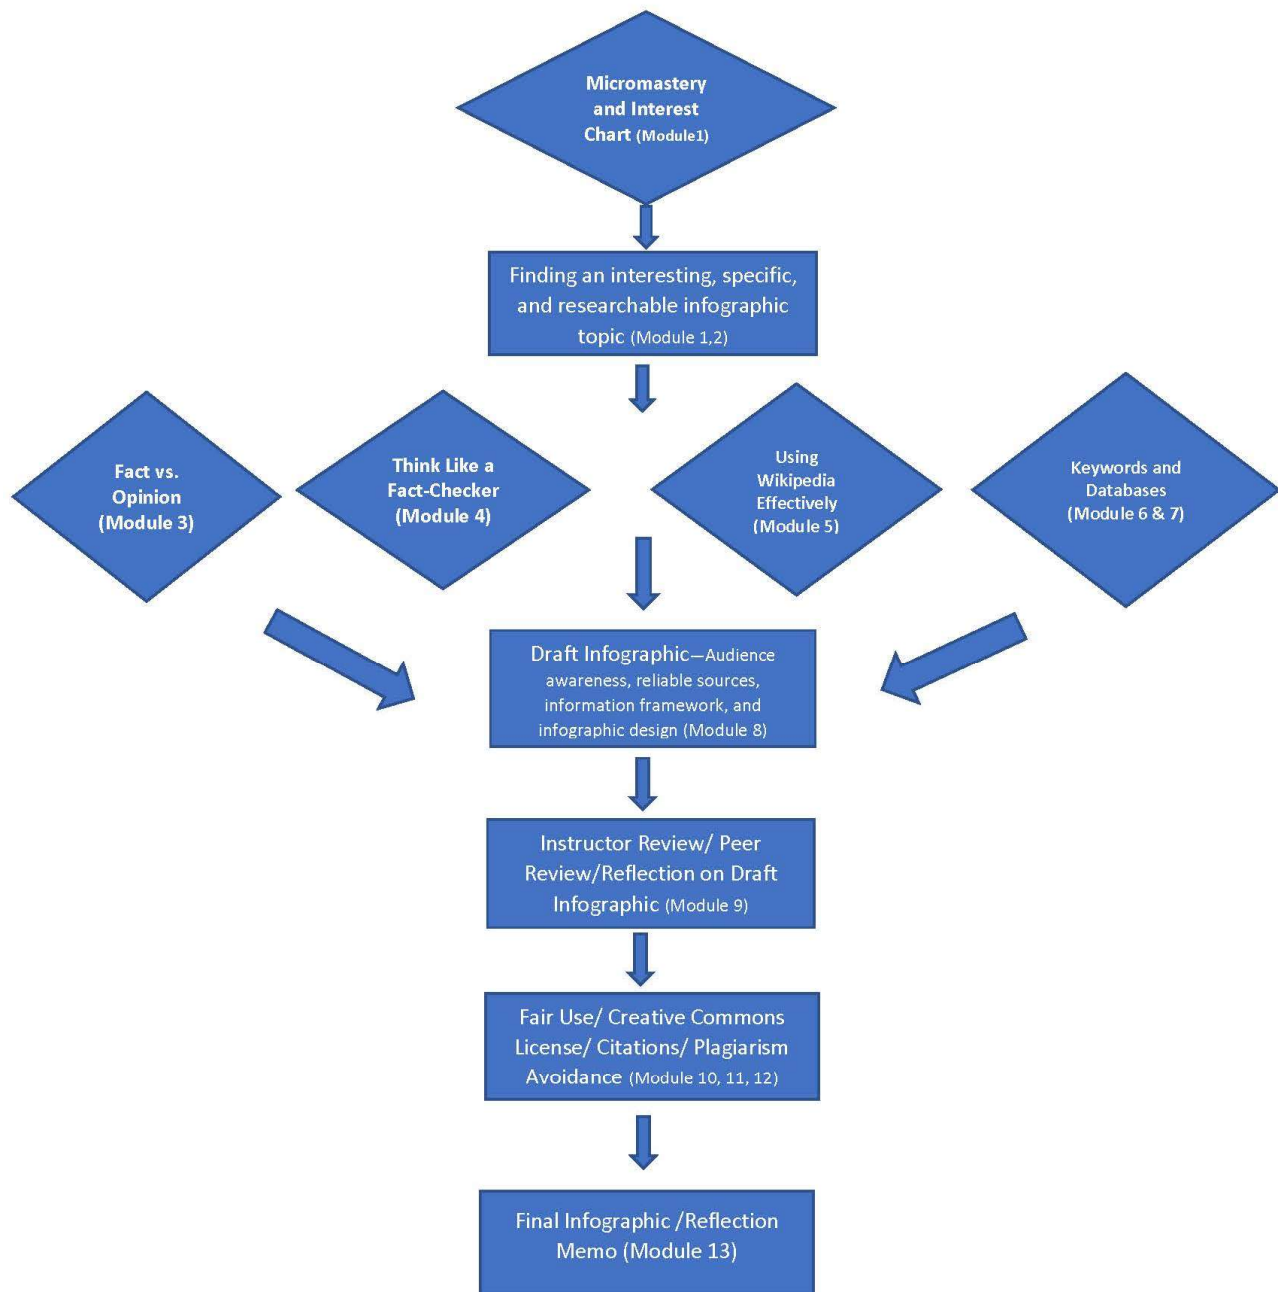 Micromastery
and Interest
Chart (Module1)
Finding an interesting, specific,
and researchable infographic
topic (Module 1,2)
Fact vs.
Opinion
(Module 3)
Think Like a
Fact-Checker
(Module 4)
Using
Wikipedia
Effectively
(Module 5)
Keywords and
Databases
(Module 6 & 7)
Draft Infographic—Audience
awareness, reliable sources,
information framework, and
infographic design (Module 8)
Instructor Review/ Peer
Review/Reflection on Draft
Infographic (Module 9)
Fair Use/ Creative Commons
License/ Citations/ Plagiarism
Avoidance (Module 10, 11, 12)
Final Infographic /Reflection
Memo (Module 13)